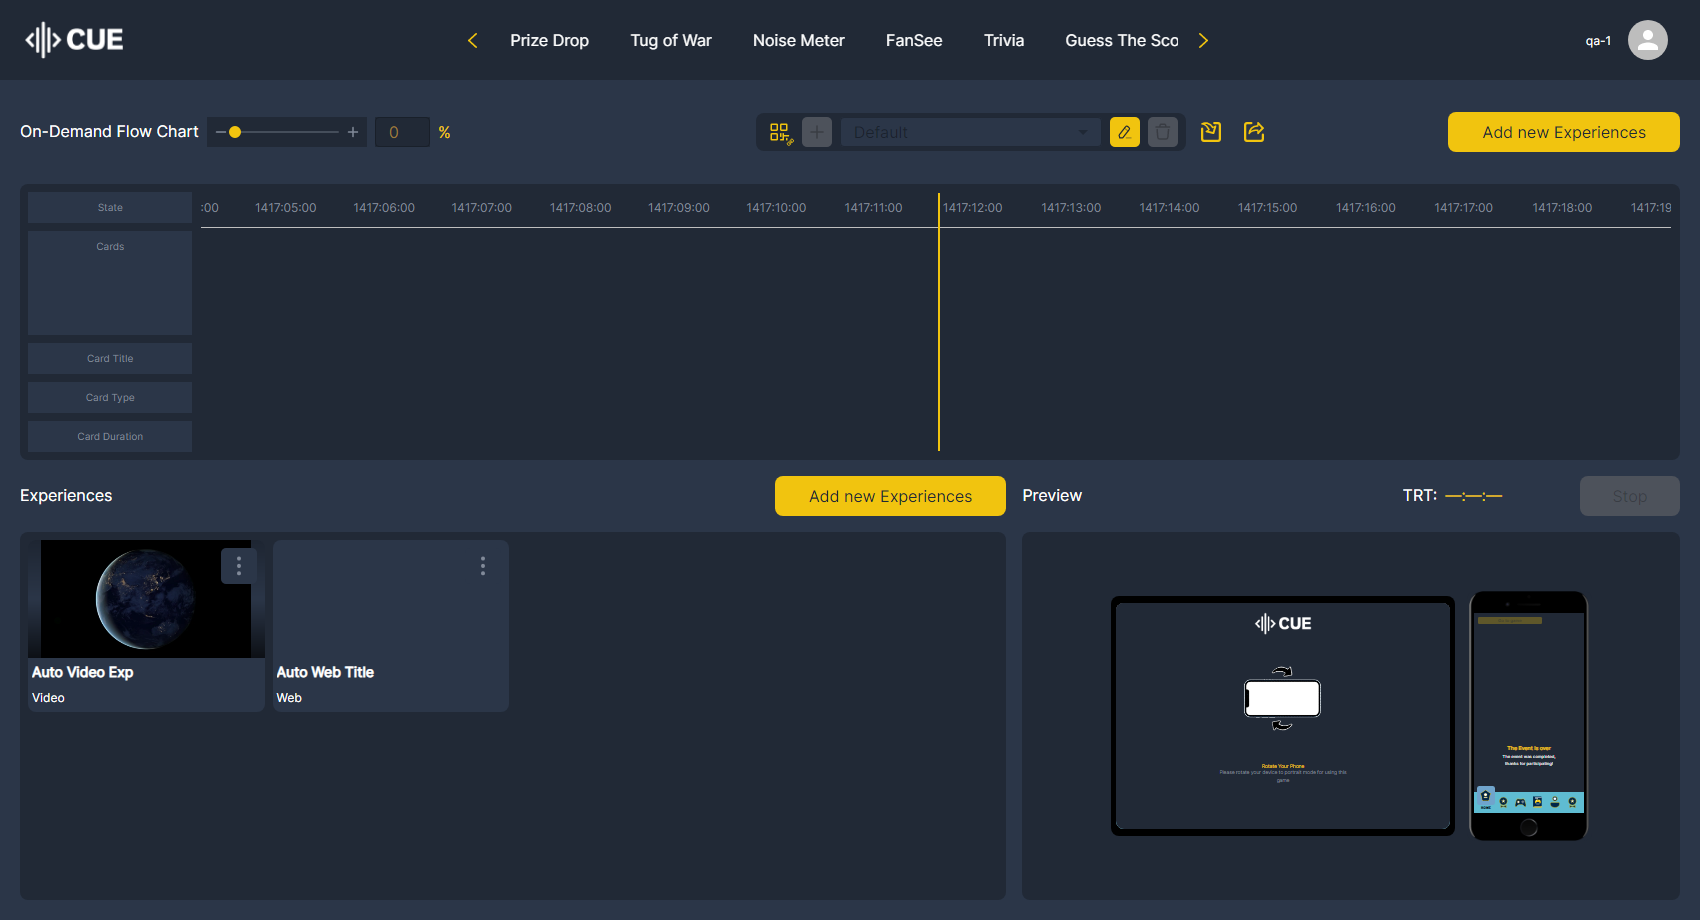 CUE
Prize Drop
Tug of War
Noise Meter
FanSee
Trivia
Guess The Sco
qa-1
On-Demand Flow Chart
0
%
Default
Add new Experiences
State
:00
1417:05:00
1417:06:00
1417:07:00
1417:08:00
1417:09:00
1417:10:00
1417:11:00
1417:12:00
1417:13:00
1417:14:00
1417:15:00
1417:16:00
1417:17:00
1417:18:00
1417:19
Cards
Card Title
Card Type
Card Duration
Experiences
Add new Experiences
Preview
TRT: —:—:—
Stop
Auto Video Exp
Video
Auto Web Title
Web
CUE
Rotate Your Phone
Please rotate your device to portrait mode for using this
game
The Event is over
The event was completed,
thanks for participating!
HOME